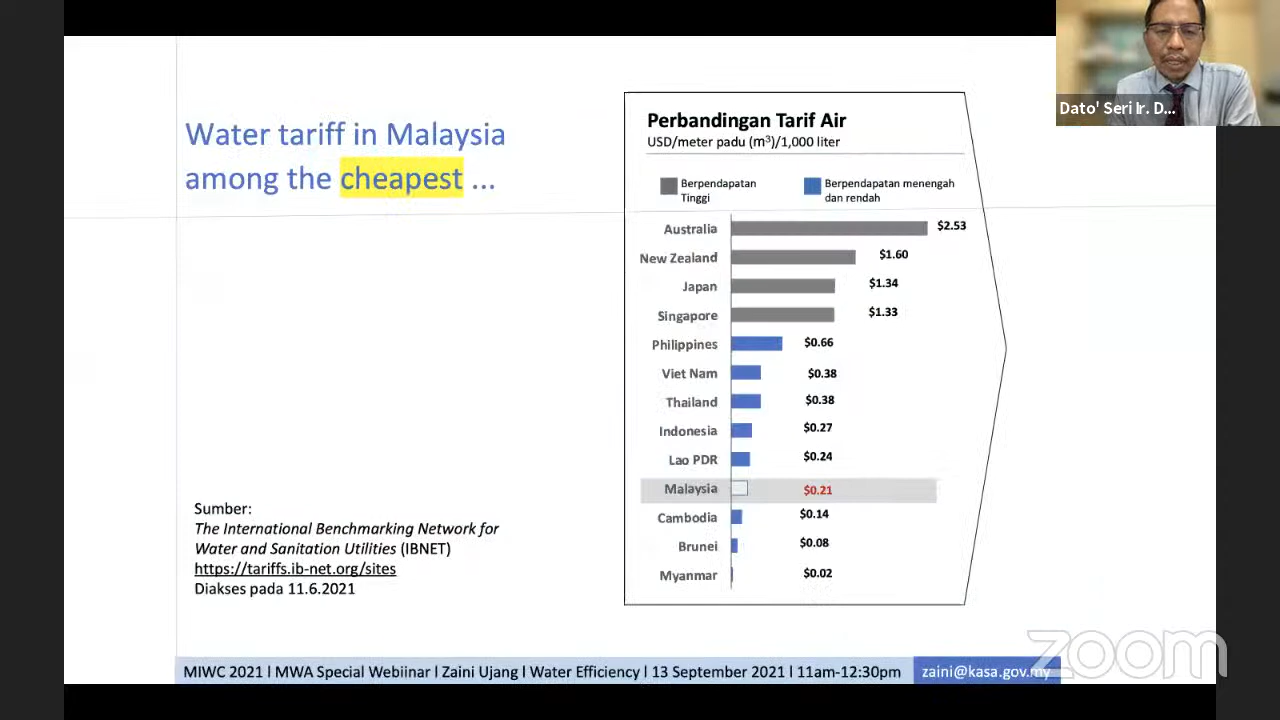 Dato' Seri Ir. D...
Water tariff in Malaysia
among the cheapest ...
Perbandingan Tarif Air
USD/meter padu (m³)/1,000 liter
Berpendapatan
Tinggi
Berpendapatan menengah
dan rendah
Australia $2.53
New Zealand $1.60
Japan $1.34
Singapore $1.33
Philippines $0.66
Viet Nam $0.38
Thailand $0.38
Indonesia $0.27
Lao PDR $0.24
Malaysia $0.21
Cambodia $0.14
Brunei $0.08
Myanmar $0.02
Sumber:
The International Benchmarking Network for
Water and Sanitation Utilities (IBNET)
https://tariffs.ib-net.org/sites
Diakses pada 11.6.2021
MIWC 2021 I MWA Special Webiinar I Zaini Ujang I Water Efficiency I 13 September 2021 I 11am-12:30pm
zaini@kasa.gov.my
zoom